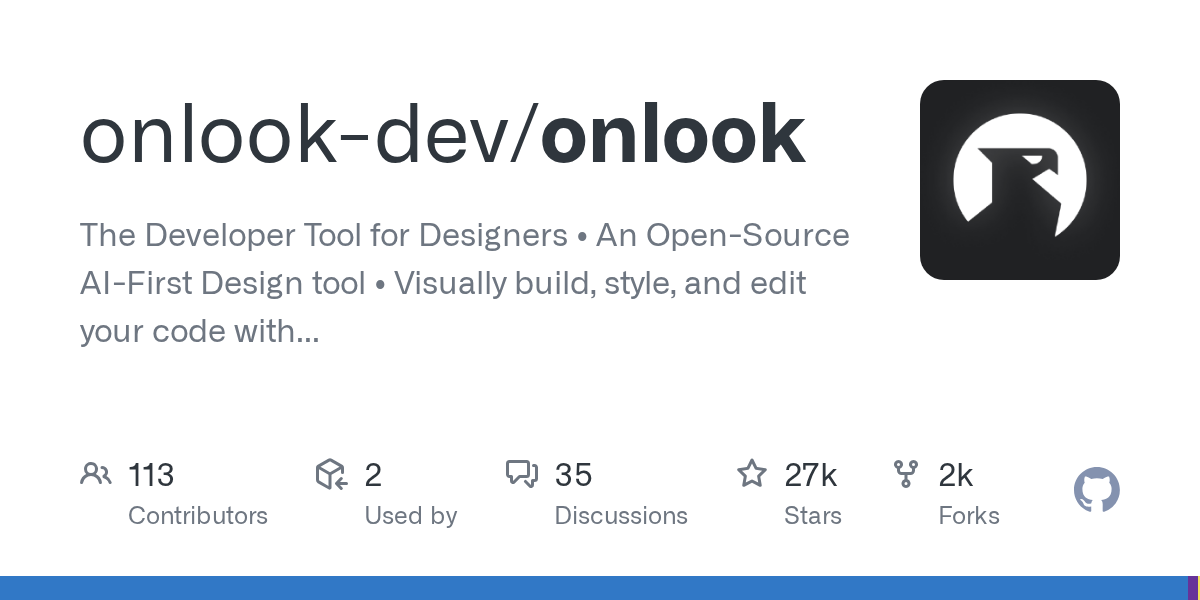 onlook-dev/onlook
The Developer Tool for Designers • An Open-Source
AI-First Design tool • Visually build, style, and edit
your code with...
113 2 35 27k 2k
Contributors Used by Discussions Stars Forks